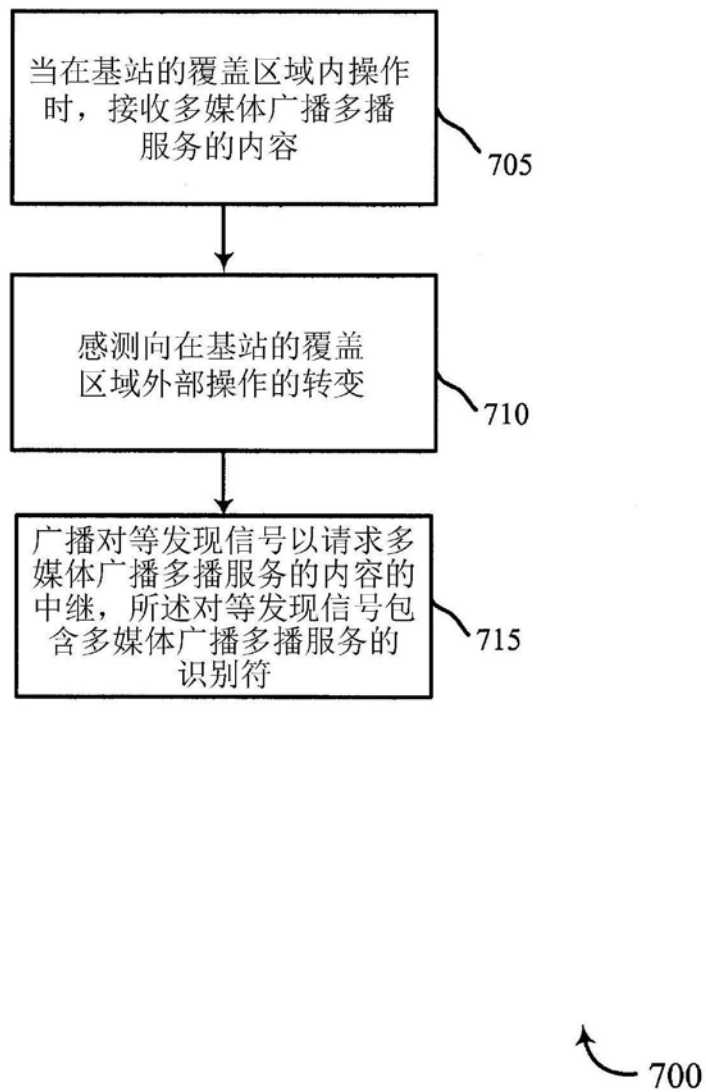 当在基站的覆盖区域内操作
时，接收多媒体广播多播
服务的内容
705
感测向在基站的覆盖
区域外部操作的转变
710
广播对等发现信号以请求多
媒体广播多播服务的内容的
中继，所述对等发现信号包
含多媒体广播多播服务的
识别符
715
700